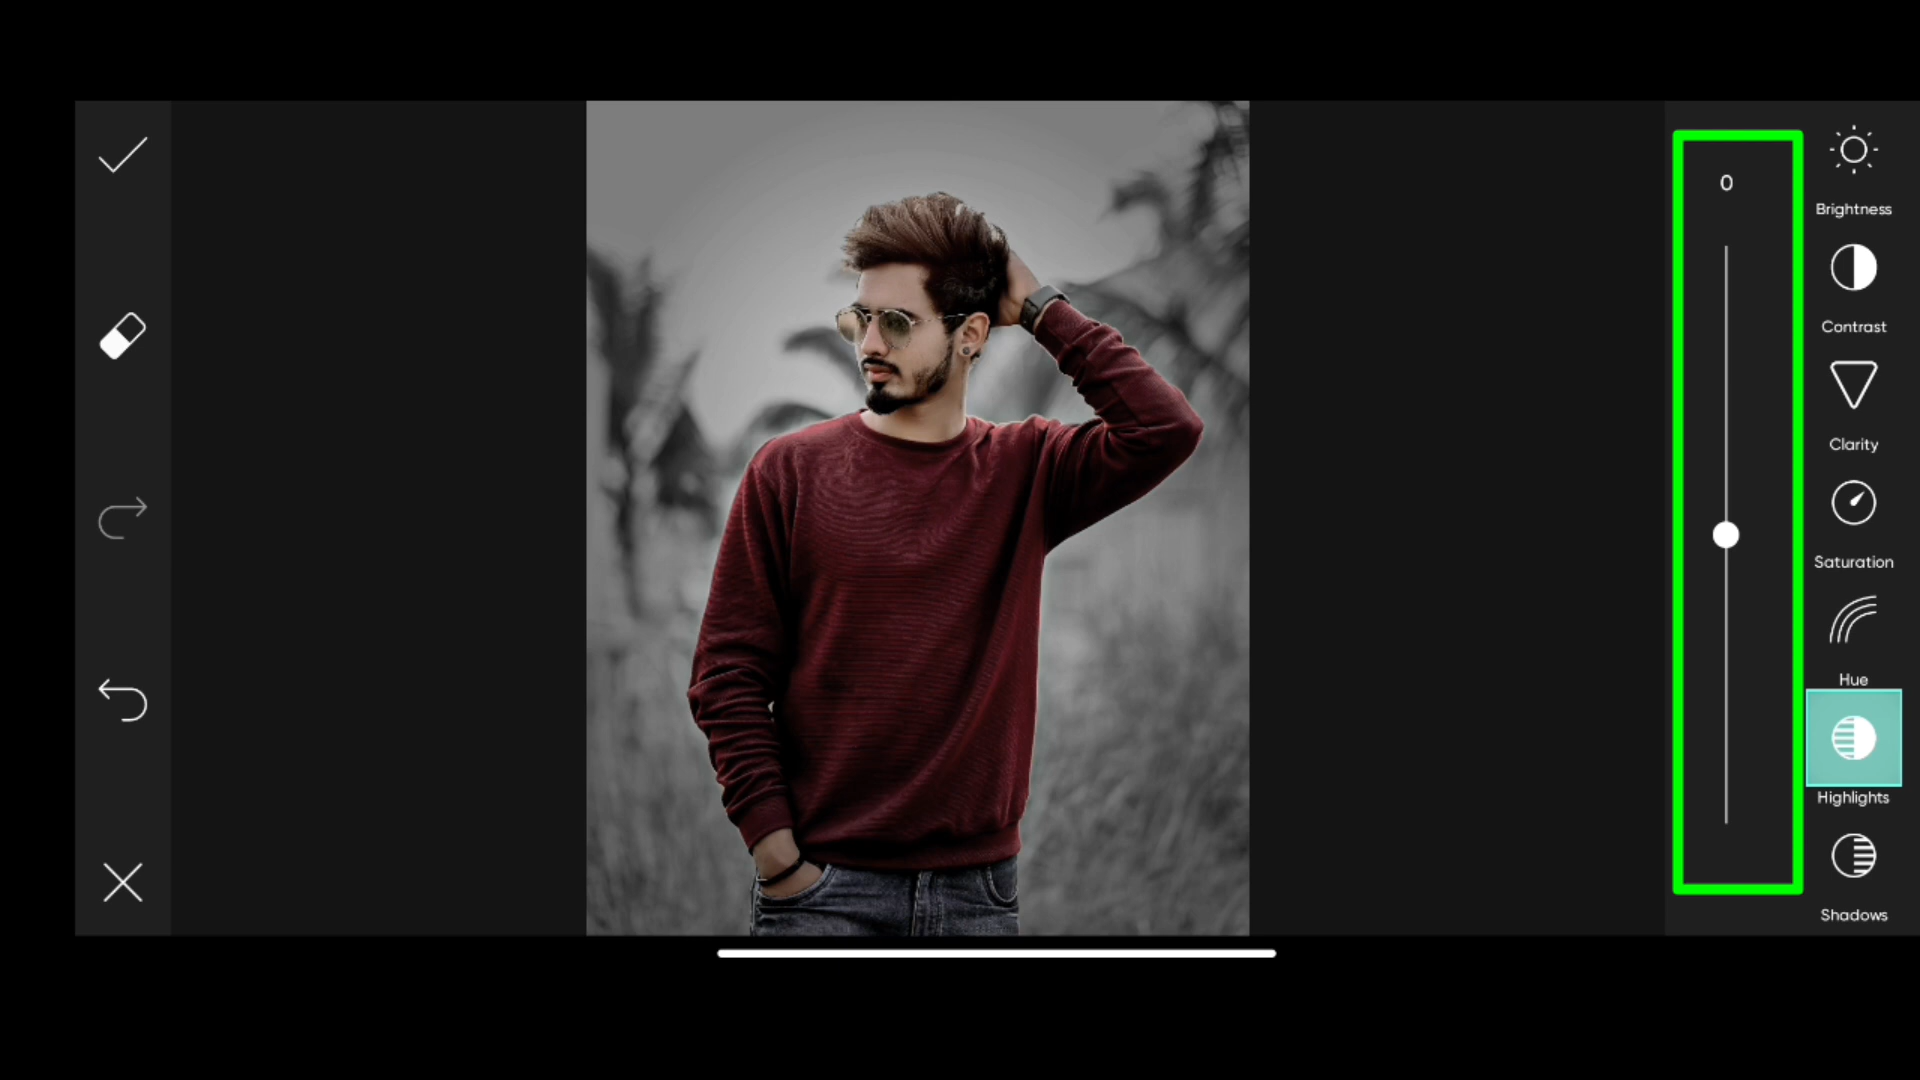 0
Brightness
Contrast
Clarity
Saturation
Hue
Highlights
Shadows